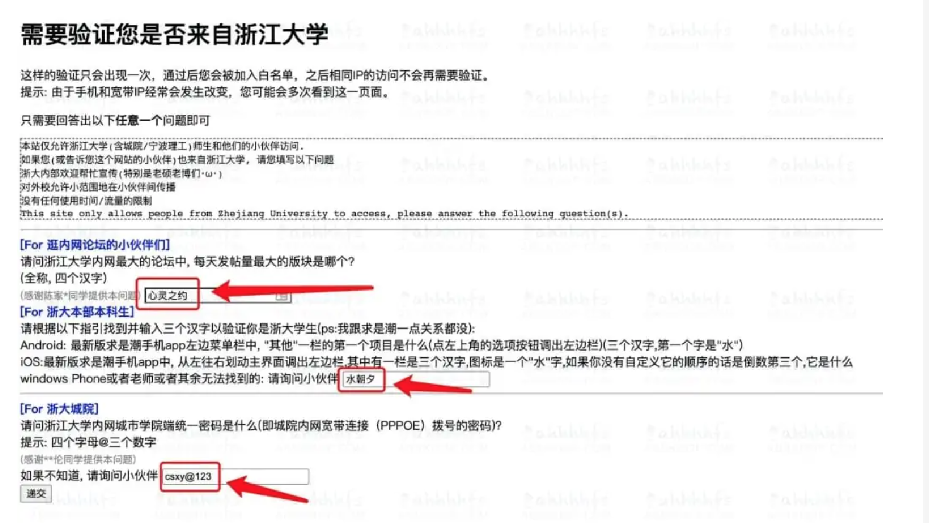 需要验证您是否来自浙江大学
这样的验证只会出现一次，通过后您会被加入白名单，之后相同IP的访问不会再需要验证。
提示: 由于手机和宽带IP经常会发生改变，您可能会多次看到这一页面。
只需要回答出以下任意一个问题即可
本站仅允许浙江大学(含城院/宁波理工)师生和他们的小伙伴访问.
如果您(或告诉您这个网站的小伙伴)也来自浙江大学, 请您填写以下问题
浙大内部欢迎帮忙宣传(特别是老硕老博们·ω·)
对外校允许小范围地在小伙伴间传播
没有任何使用时间/流量的限制
This site only allows people from Zhejiang University to access, please answer the following question(s).
[For 逛内网论坛的小伙伴们]
请问浙江大学内网最大的论坛中, 每天发帖量最大的版块是哪个?
(全称, 四个汉字)
(感谢陈家*同学提供本问题) 心灵之约
[For 浙大本部本科生]
请根据以下指引找到并输入三个汉字以验证你是浙大学生(ps:我跟求是潮一点关系都没):
Android: 最新版求是潮手机app左边菜单栏中, "其他"一栏的第一个项目是什么(点左上角的选项按钮调出左边栏)(三个汉字,第一个字是"水")
iOS:最新版求是潮手机app中, 从左往右划动主界面调出左边栏,其中有一栏是三个汉字,图标是一个"水"字,如果你没有自定义它的顺序的话是倒数第三个,它是什么
windows Phone或者老师或者其余无法找到的: 请询问小伙伴 水朝夕
[For 浙大城院]
请问浙江大学内网城市学院端统一密码是什么(即城院内网宽带连接（PPPOE）拨号的密码)?
提示: 四个字母@三个数字
(感谢**伦同学提供本问题)
如果不知道, 请询问小伙伴 csxy@123
递交